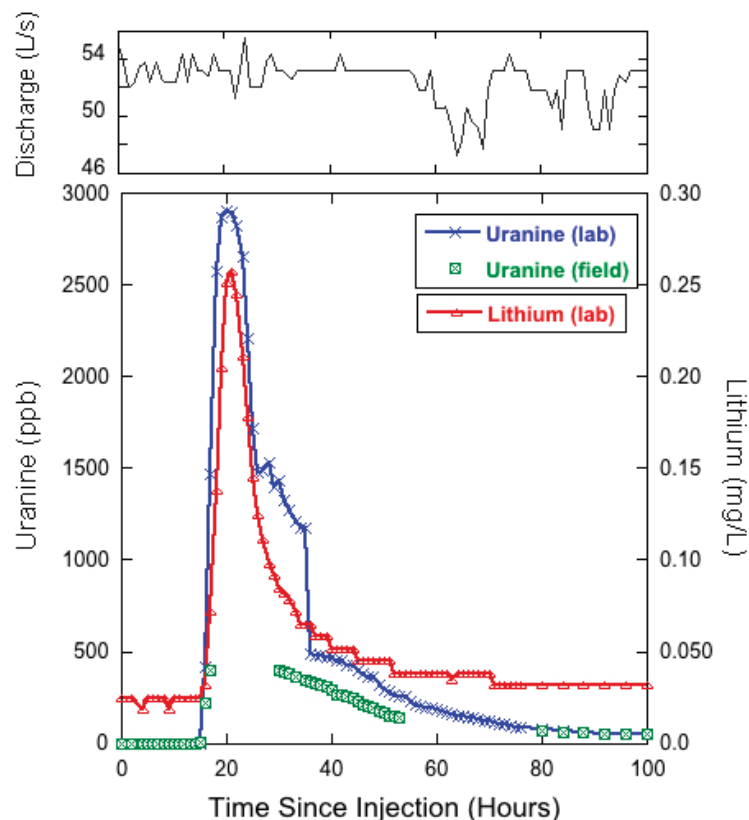 Discharge (L/s)
54
50
46
3000
2500
2000
1500
1000
500
0
Uranine (ppb)
Uranine (lab)
Uranine (field)
Lithium (lab)
0.30
0.25
0.20
0.15
0.10
0.050
0.0
Lithium (mg/L)
0 20 40 60 80 100
Time Since Injection (Hours)